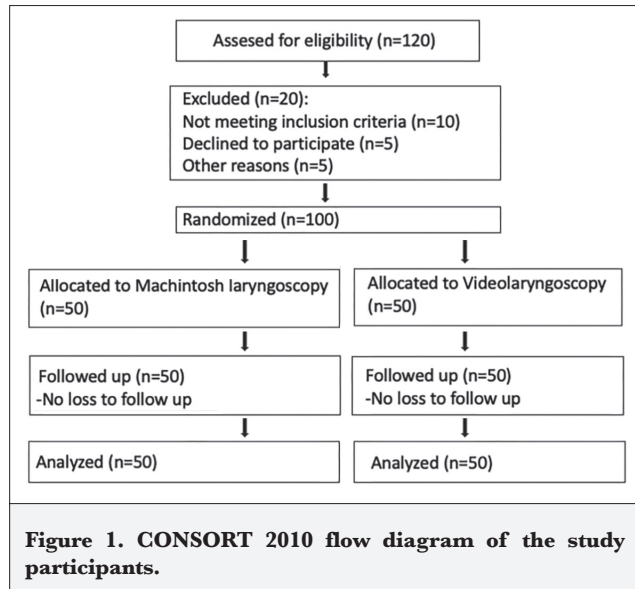 Assesed for eligibility (n=120)
Excluded (n=20):
Not meeting inclusion criteria (n=10)
Declined to participate (n=5)
Other reasons (n=5)
Randomized (n=100)
Allocated to Machintosh laryngoscopy
(n=50)
Allocated to Videolaryngoscopy
(n=50)
Followed up (n=50)
-No loss to follow up
Followed up (n=50)
-No loss to follow up
Analyzed (n=50)
Analyzed (n=50)
Figure 1. CONSORT 2010 flow diagram of the study
participants.